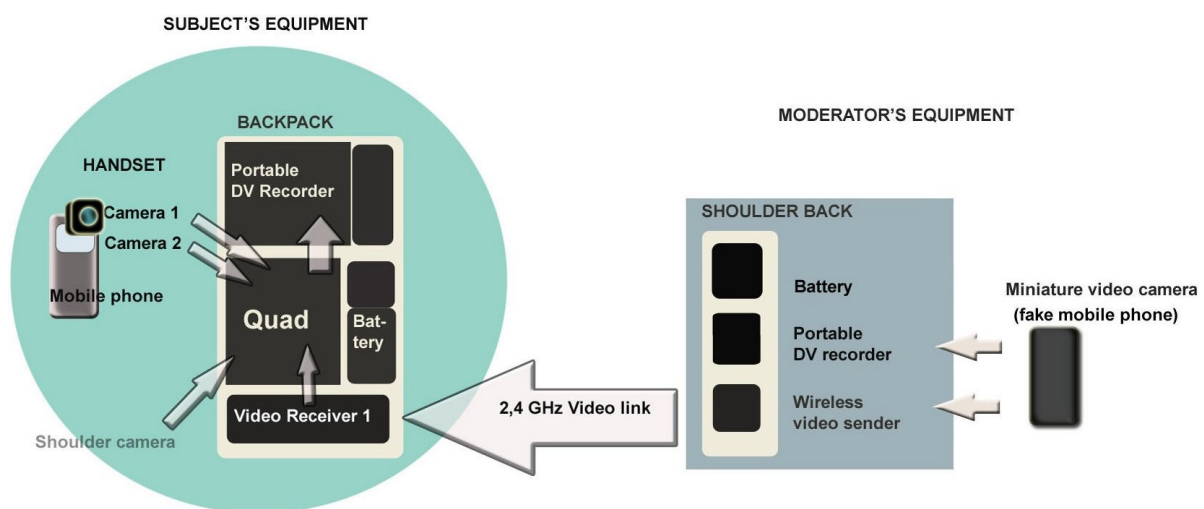 SUBJECT'S EQUIPMENT
BACKPACK
HANDSET
Portable
DV Recorder
Camera 1
Camera 2
Mobile phone
Quad
Bat-
tery
Video Receiver 1
Shoulder camera
2,4 GHz Video link
MODERATOR'S EQUIPMENT
SHOULDER BACK
Battery
Portable
DV recorder
Wireless
video sender
Miniature video camera
(fake mobile phone)